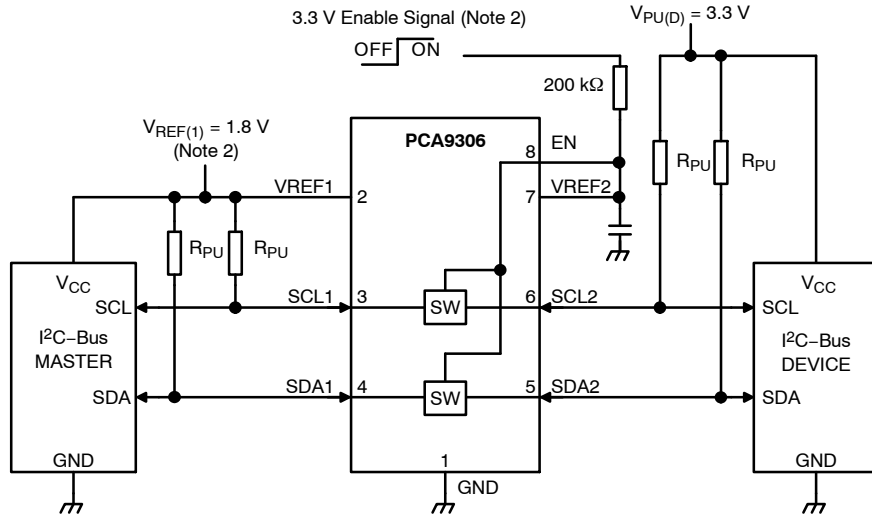 3.3 V Enable Signal (Note 2)
OFF ON
V_PU(D) = 3.3 V
200 kΩ
V_REF(1) = 1.8 V
(Note 2)
PCA9306
8 EN
R_PU R_PU
VREF1 2
7 VREF2
R_PU R_PU
V_CC
V_CC
SCL SCL1 3 SW 6 SCL2 SCL
I²C−Bus
MASTER
I²C−Bus
DEVICE
SDA SDA1 4 SW 5 SDA2 SDA
GND
1
GND
GND